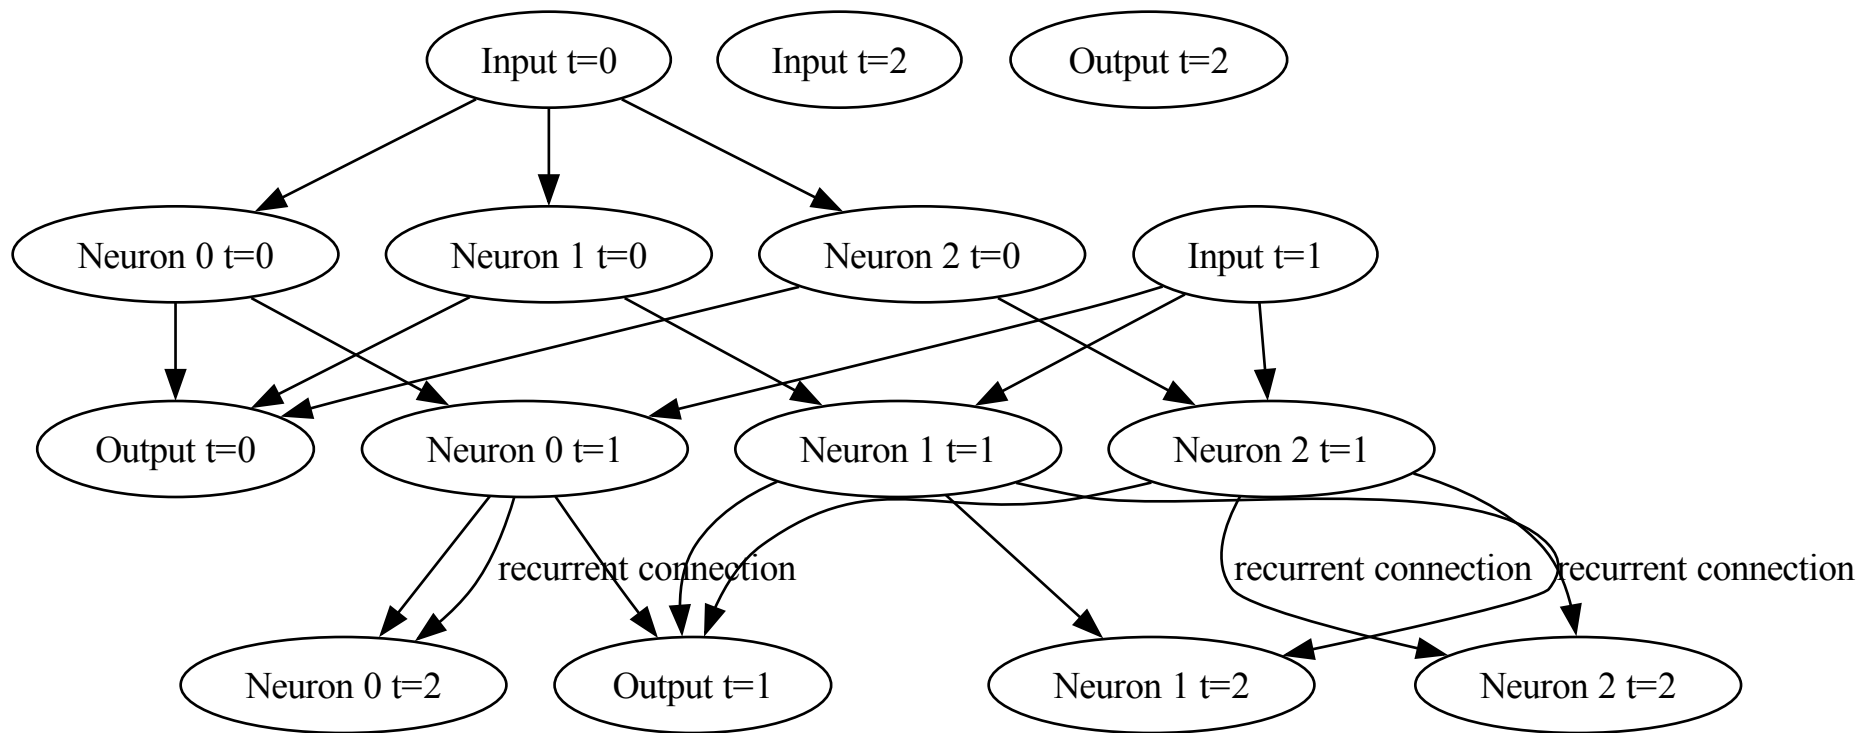 Input t=0
Input t=2
Output t=2
Neuron 0 t=0
Neuron 1 t=0
Neuron 2 t=0
Input t=1
Output t=0
Neuron 0 t=1
Neuron 1 t=1
Neuron 2 t=1
recurrent connection
recurrent connection
recurrent connection
Neuron 0 t=2
Output t=1
Neuron 1 t=2
Neuron 2 t=2